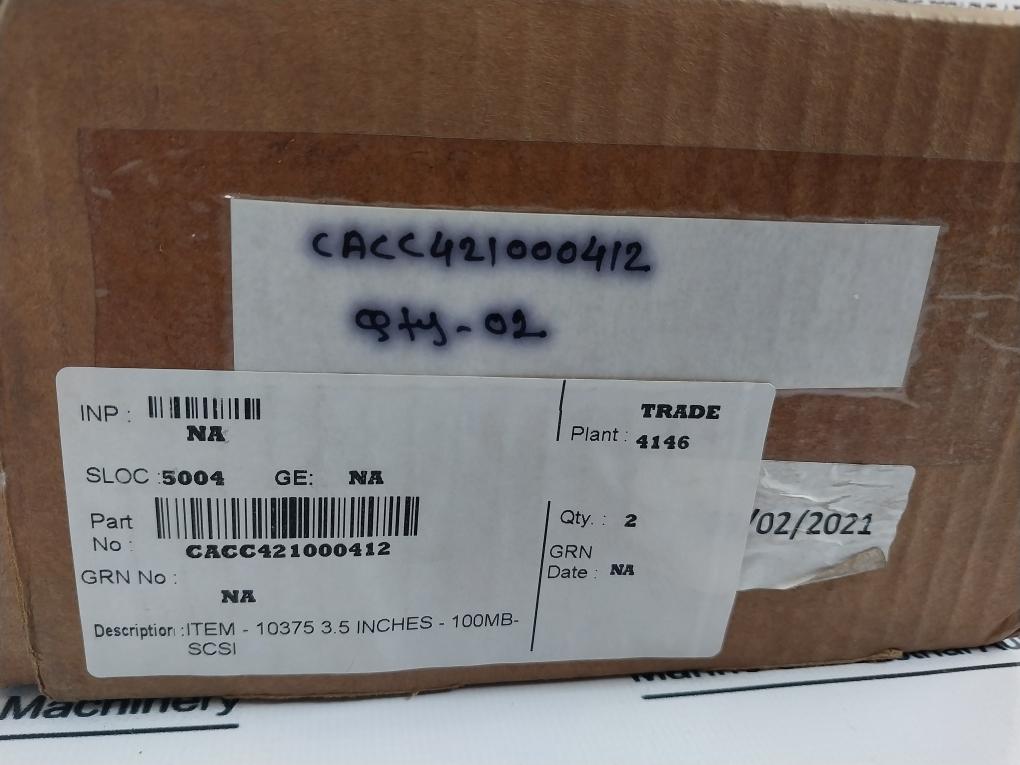 CACC421000412
Qty-02
INP :
NA
TRADE
Plant : 4146
SLOC :5004 GE: NA
Part
No :
CACC421000412
Qty. : 2
/02/2021
GRN
Date : NA
GRN No :
NA
Description :ITEM - 10375 3.5 INCHES - 100MB-
SCSI
Machinery